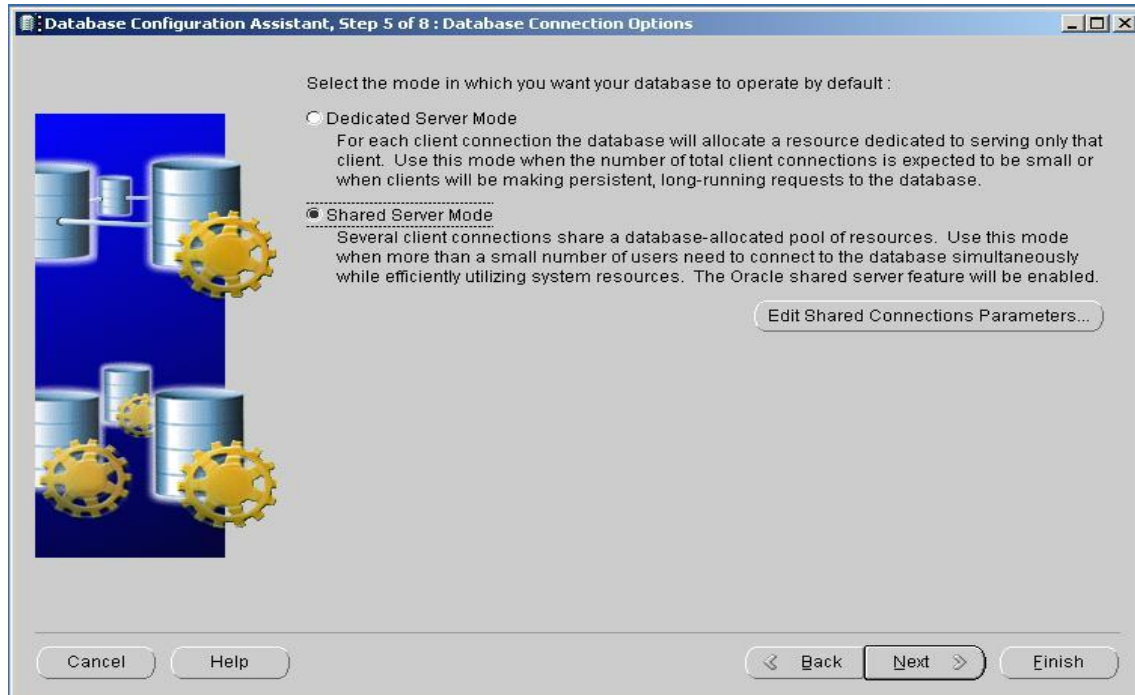 Database Configuration Assistant, Step 5 of 8 : Database Connection Options
Select the mode in which you want your database to operate by default :
Dedicated Server Mode
For each client connection the database will allocate a resource dedicated to serving only that
client. Use this mode when the number of total client connections is expected to be small or
when clients will be making persistent, long-running requests to the database.
Shared Server Mode
Several client connections share a database-allocated pool of resources. Use this mode
when more than a small number of users need to connect to the database simultaneously
while efficiently utilizing system resources. The Oracle shared server feature will be enabled.
Edit Shared Connections Parameters...
Cancel Help Back Next Finish